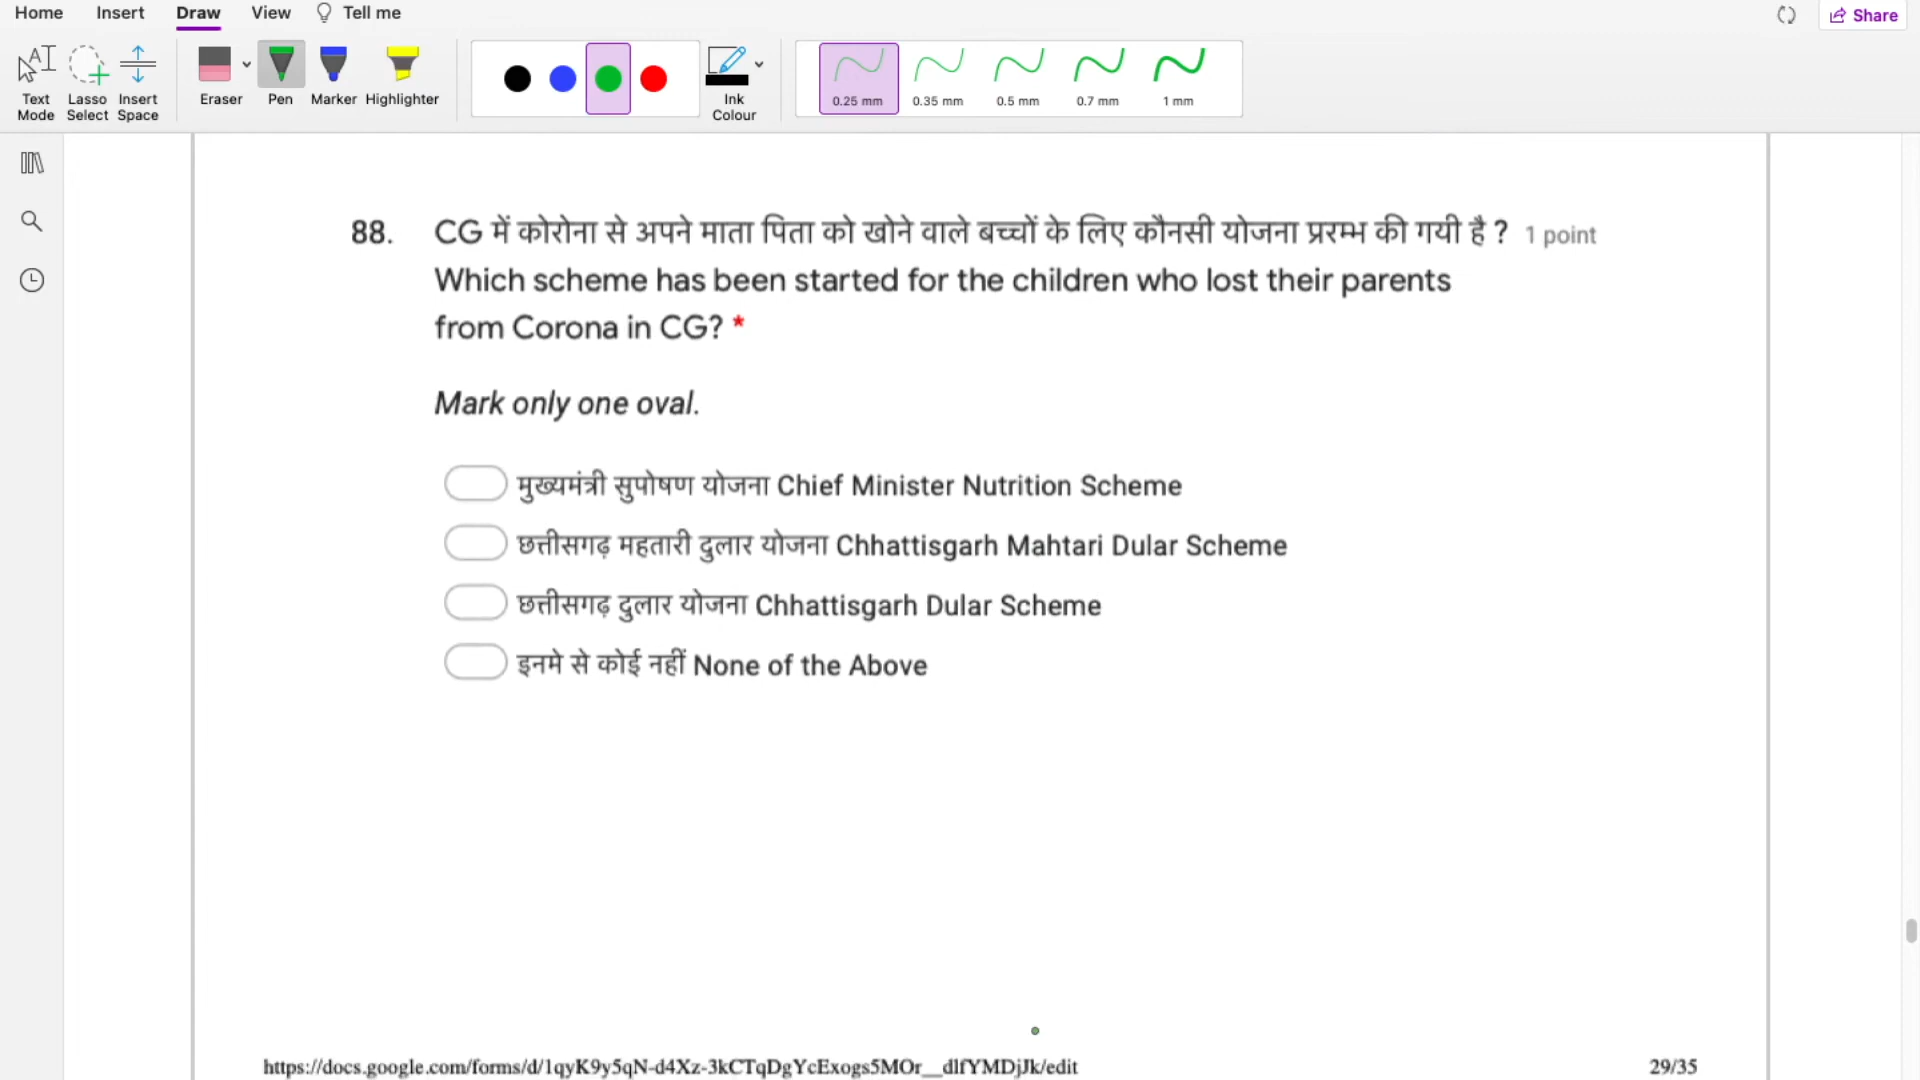 Home Insert Draw View Tell me Share
Text Mode Lasso Select Insert Space Eraser Pen Marker Highlighter Ink Colour 0.25 mm 0.35 mm 0.5 mm 0.7 mm 1 mm
88. CG में कोरोना से अपने माता पिता को खोने वाले बच्चों के लिए कौनसी योजना प्ररम्भ की गयी है ? 1 point
Which scheme has been started for the children who lost their parents
from Corona in CG? *
Mark only one oval.
मुख्यमंत्री सुपोषण योजना Chief Minister Nutrition Scheme
छत्तीसगढ़ महतारी दुलार योजना Chhattisgarh Mahtari Dular Scheme
छत्तीसगढ़ दुलार योजना Chhattisgarh Dular Scheme
इनमे से कोई नहीं None of the Above
https://docs.google.com/forms/d/1qyK9y5qN-d4Xz-3kCTqDgYcExogs5MOr__dlfYMDjJk/edit 29/35